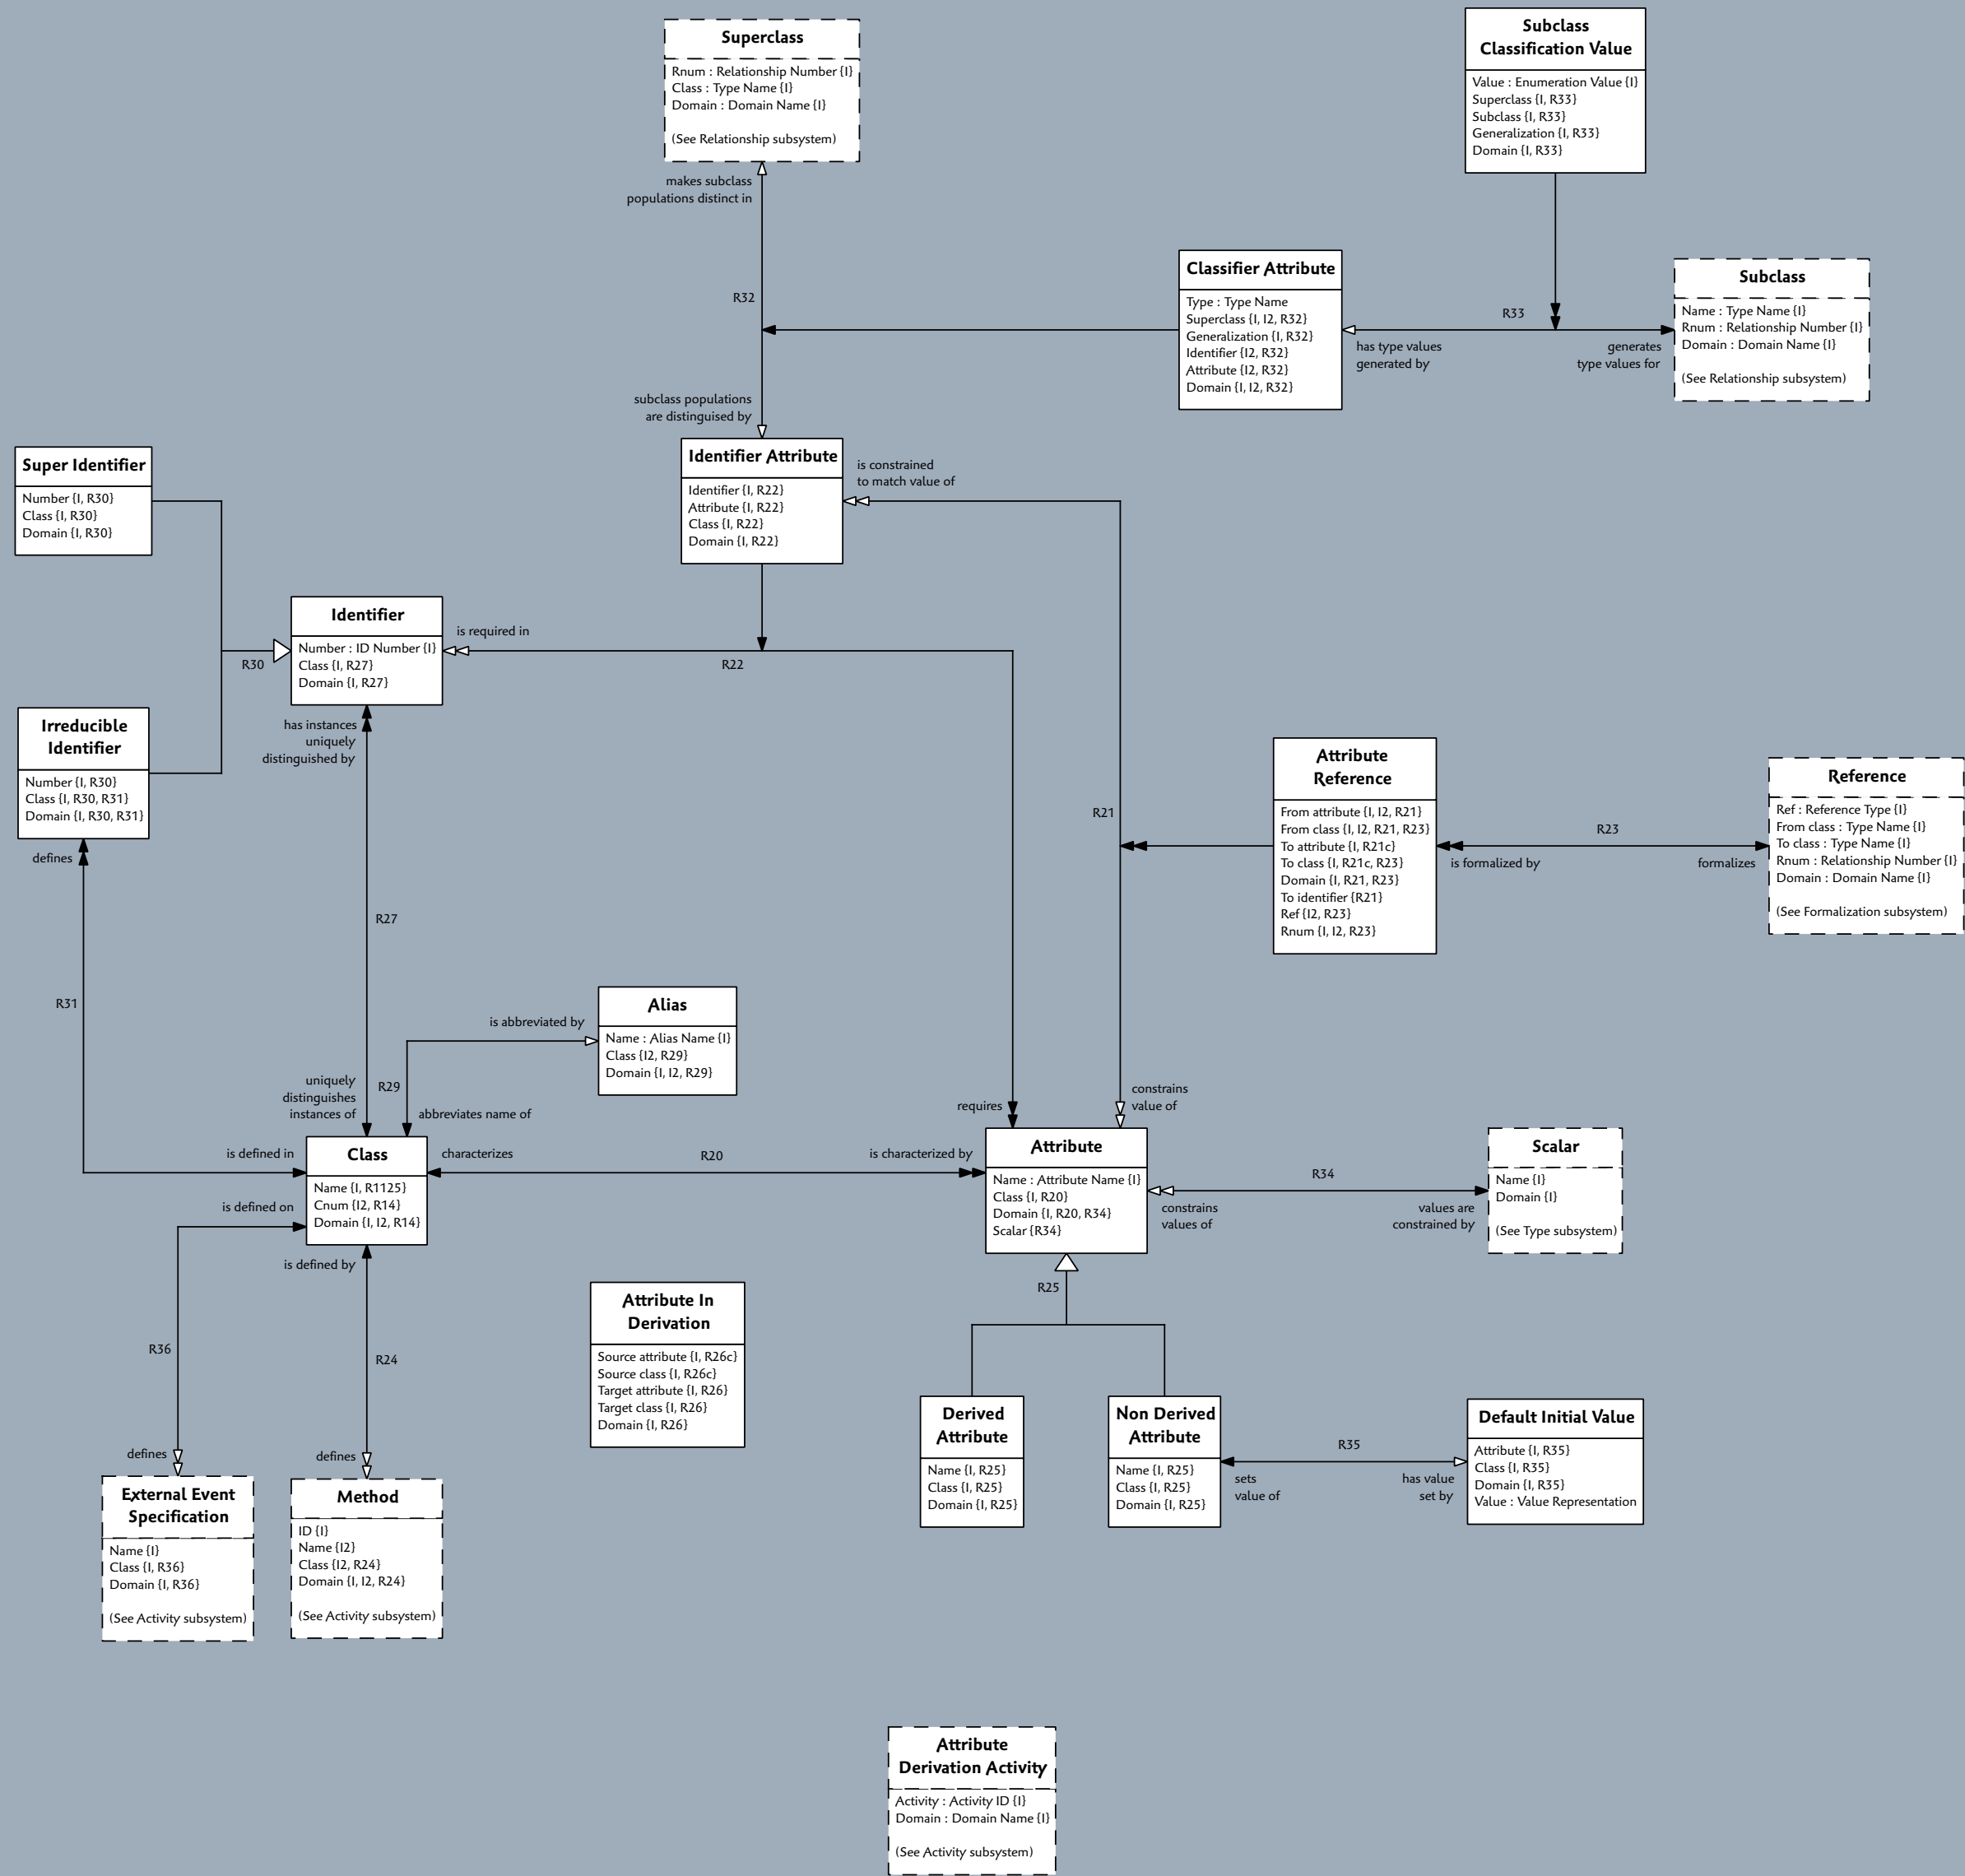 Superclass
Rnum : Relationship Number {I}
Class : Type Name {I}
Domain : Domain Name {I}
(See Relationship subsystem)
makes subclass
populations distinct in
R32
subclass populations
are distinguised by
Subclass
Classification Value
Value : Enumeration Value {I}
Superclass {I, R33}
Subclass {I, R33}
Generalization {I, R33}
Domain {I, R33}
Classifier Attribute
Type : Type Name
Superclass {I, I2, R32}
Generalization {I, R32}
Identifier {I2, R32}
Attribute {I2, R32}
Domain {I, I2, R32}
R33
has type values
generated by
generates
type values for
Subclass
Name : Type Name {I}
Rnum : Relationship Number {I}
Domain : Domain Name {I}
(See Relationship subsystem)
Super Identifier
Number {I, R30}
Class {I, R30}
Domain {I, R30}
Identifier Attribute
Identifier {I, R22}
Attribute {I, R22}
Class {I, R22}
Domain {I, R22}
is constrained
to match value of
Identifier
Number : ID Number {I}
Class {I, R27}
Domain {I, R27}
is required in
R30
R22
Irreducible
Identifier
Number {I, R30}
Class {I, R30, R31}
Domain {I, R30, R31}
defines
has instances
uniquely
distinguished by
R27
R31
R21
Attribute
Reference
From attribute {I, I2, R21}
From class {I, I2, R21, R23}
To attribute {I, R21c}
To class {I, R21c, R23}
Domain {I, R21, R23}
To identifier {R21}
Ref {I2, R23}
Rnum {I, I2, R23}
R23
is formalized by
formalizes
Reference
Ref : Reference Type {I}
From class : Type Name {I}
To class : Type Name {I}
Rnum : Relationship Number {I}
Domain : Domain Name {I}
(See Formalization subsystem)
Alias
Name : Alias Name {I}
Class {I2, R29}
Domain {I, I2, R29}
is abbreviated by
R29
abbreviates name of
uniquely
distinguishes
instances of
requires
constrains
value of
is defined in
is defined on
Class
Name {I, R1125}
Cnum {I2, R14}
Domain {I, I2, R14}
is defined by
characterizes
R20
is characterized by
Attribute
Name : Attribute Name {I}
Class {I, R20}
Domain {I, R20, R34}
Scalar {R34}
R34
constrains
values of
values are
constrained by
Scalar
Name {I}
Domain {I}
(See Type subsystem)
R25
Attribute In
Derivation
Source attribute {I, R26c}
Source class {I, R26c}
Target attribute {I, R26}
Target class {I, R26}
Domain {I, R26}
R36
R24
defines
defines
Derived
Attribute
Name {I, R25}
Class {I, R25}
Domain {I, R25}
Non Derived
Attribute
Name {I, R25}
Class {I, R25}
Domain {I, R25}
R35
sets
value of
has value
set by
Default Initial Value
Attribute {I, R35}
Class {I, R35}
Domain {I, R35}
Value : Value Representation
External Event
Specification
Name {I}
Class {I, R36}
Domain {I, R36}
(See Activity subsystem)
Method
ID {I}
Name {I2}
Class {I2, R24}
Domain {I, I2, R24}
(See Activity subsystem)
Attribute
Derivation Activity
Activity : Activity ID {I}
Domain : Domain Name {I}
(See Activity subsystem)